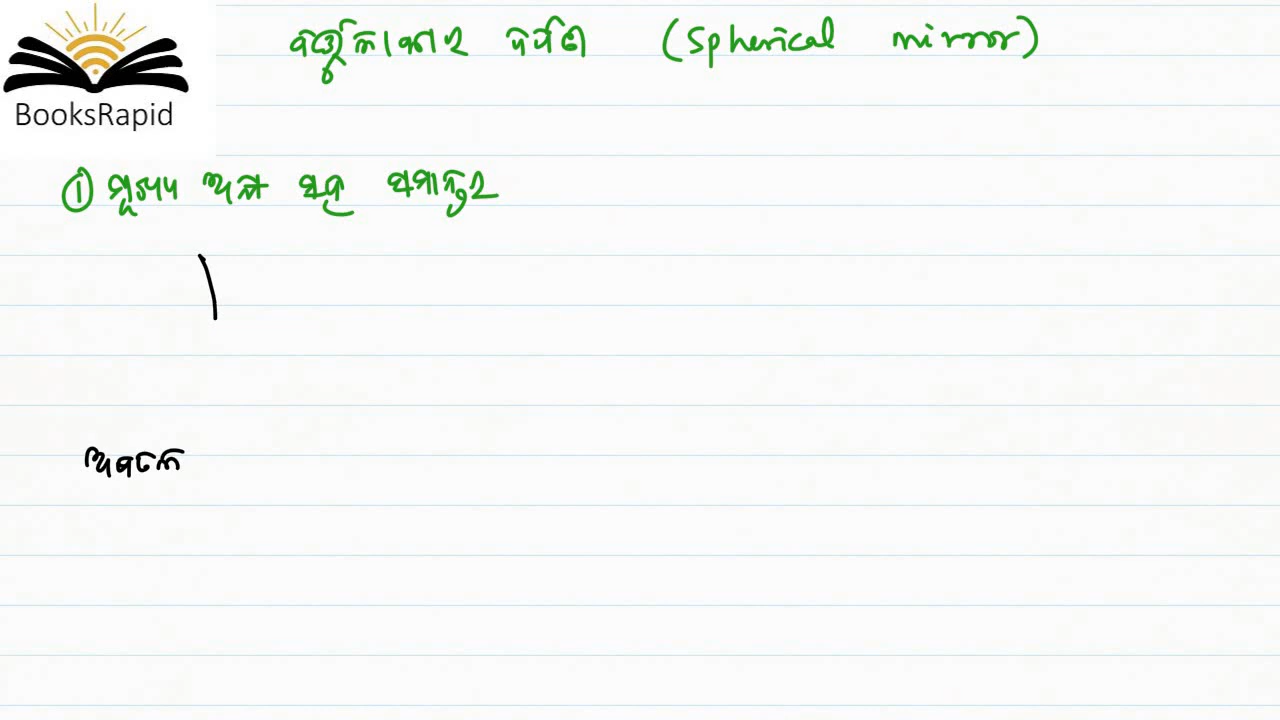 BooksRapid
ବର୍ତ୍ତୁଳାକାର ଦର୍ପଣ (Spherical mirror)
① ମୂଖ୍ୟ ଅକ୍ଷ ସହ ସମାନ୍ତର
ଅବତଳ